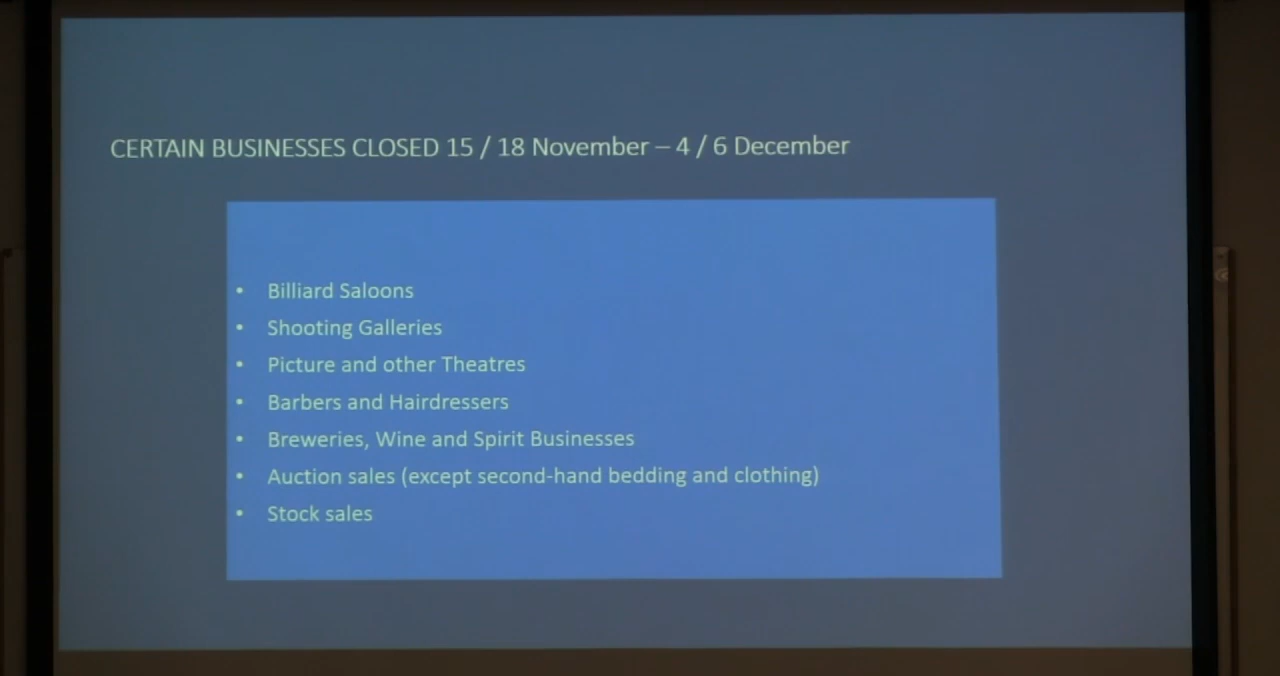 CERTAIN BUSINESSES CLOSED 15 / 18 November – 4 / 6 December
• Billiard Saloons
• Shooting Galleries
• Picture and other Theatres
• Barbers and Hairdressers
• Breweries, Wine and Spirit Businesses
• Auction sales (except second-hand bedding and clothing)
• Stock sales